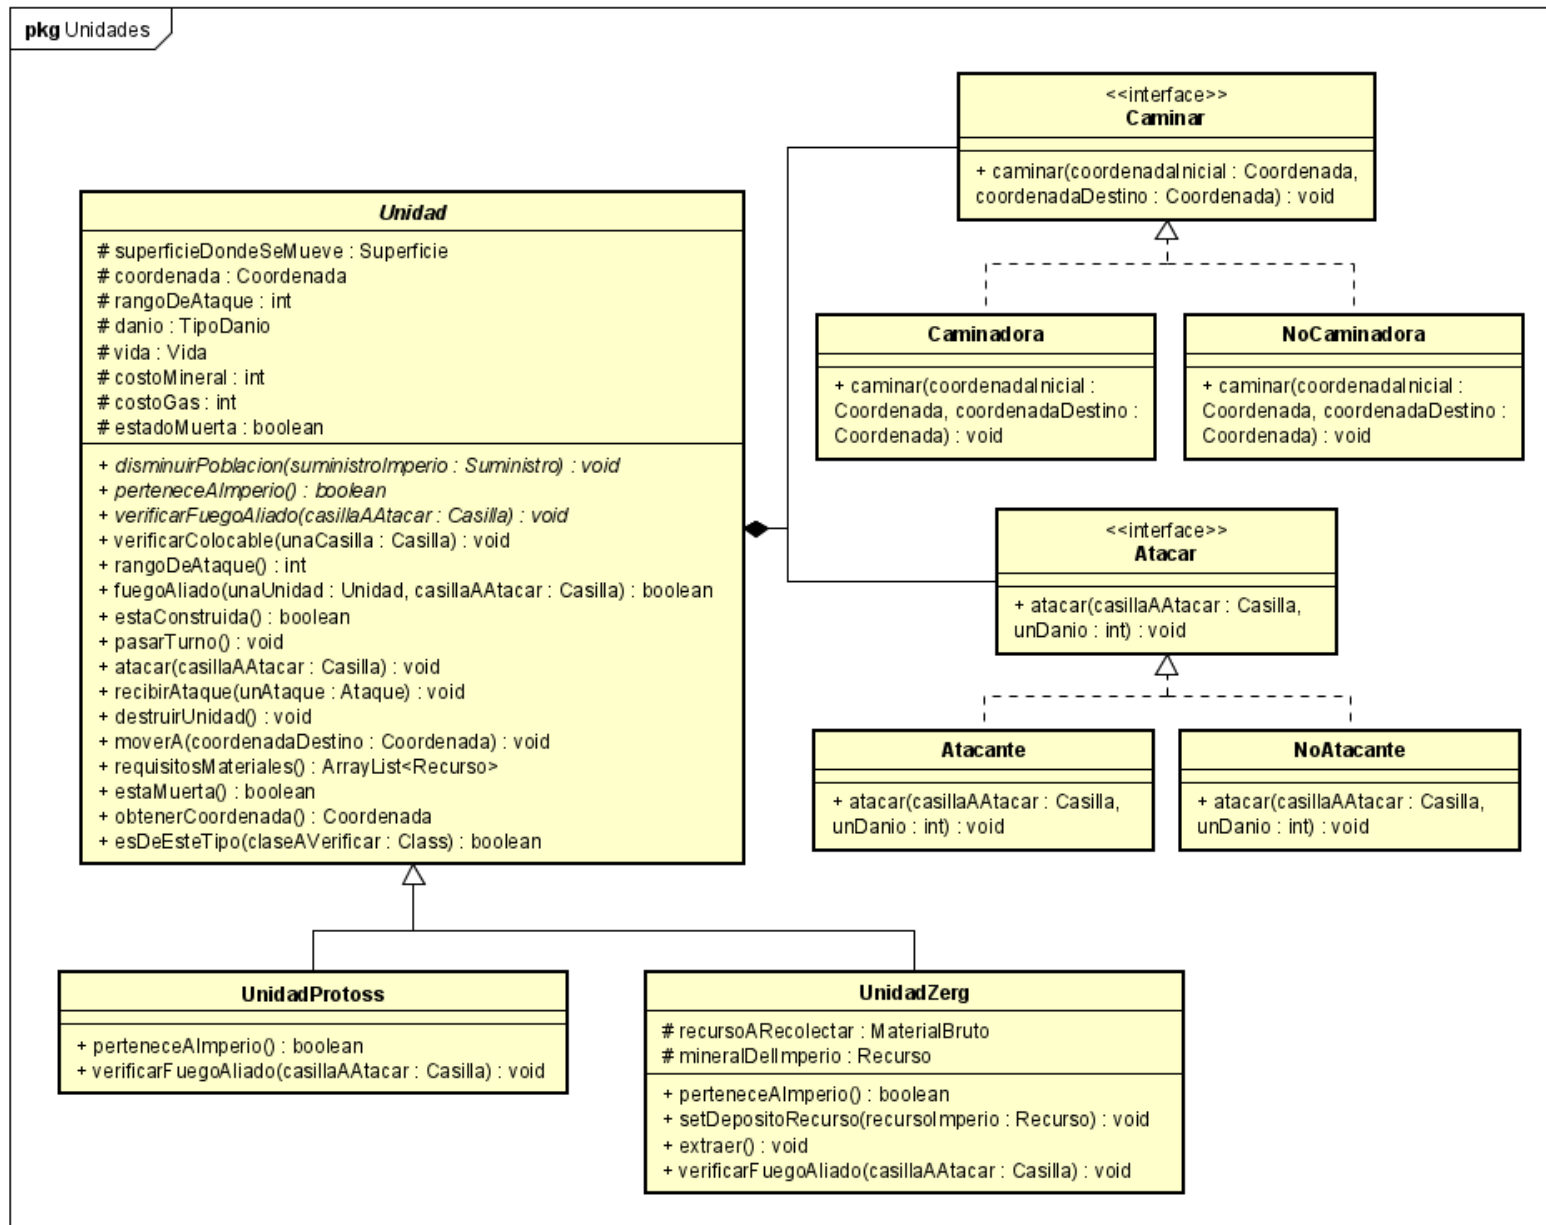 pkg Unidades
<<interface>>
Caminar
+ caminar(coordenadaInicial : Coordenada,
coordenadaDestino : Coordenada) : void
Unidad
# superficieDondeSeMueve : Superficie
# coordenada : Coordenada
# rangoDeAtaque : int
# danio : TipoDanio
# vida : Vida
# costoMineral : int
# costoGas : int
# estadoMuerta : boolean
+ disminuirPoblacion(suministroImperio : Suministro) : void
+ perteneceAImperio() : boolean
+ verificarFuegoAliado(casillaAAtacar : Casilla) : void
+ verificarColocable(unaCasilla : Casilla) : void
+ rangoDeAtaque() : int
+ fuegoAliado(unaUnidad : Unidad, casillaAAtacar : Casilla) : boolean
+ estaConstruida() : boolean
+ pasarTurno() : void
+ atacar(casillaAAtacar : Casilla) : void
+ recibirAtaque(unAtaque : Ataque) : void
+ destruirUnidad() : void
+ moverA(coordenadaDestino : Coordenada) : void
+ requisitosMateriales() : ArrayList<Recurso>
+ estaMuerta() : boolean
+ obtenerCoordenada() : Coordenada
+ esDeEsteTipo(claseAVerificar : Class) : boolean
Caminadora
+ caminar(coordenadaInicial :
Coordenada, coordenadaDestino :
Coordenada) : void
NoCaminadora
+ caminar(coordenadaInicial :
Coordenada, coordenadaDestino :
Coordenada) : void
<<interface>>
Atacar
+ atacar(casillaAAtacar : Casilla,
unDanio : int) : void
Atacante
+ atacar(casillaAAtacar : Casilla,
unDanio : int) : void
NoAtacante
+ atacar(casillaAAtacar : Casilla,
unDanio : int) : void
UnidadProtoss
+ perteneceAImperio() : boolean
+ verificarFuegoAliado(casillaAAtacar : Casilla) : void
UnidadZerg
# recursoARecolectar : MaterialBruto
# mineralDelImperio : Recurso
+ perteneceAImperio() : boolean
+ setDepositoRecurso(recursoImperio : Recurso) : void
+ extraer() : void
+ verificarFuegoAliado(casillaAAtacar : Casilla) : void